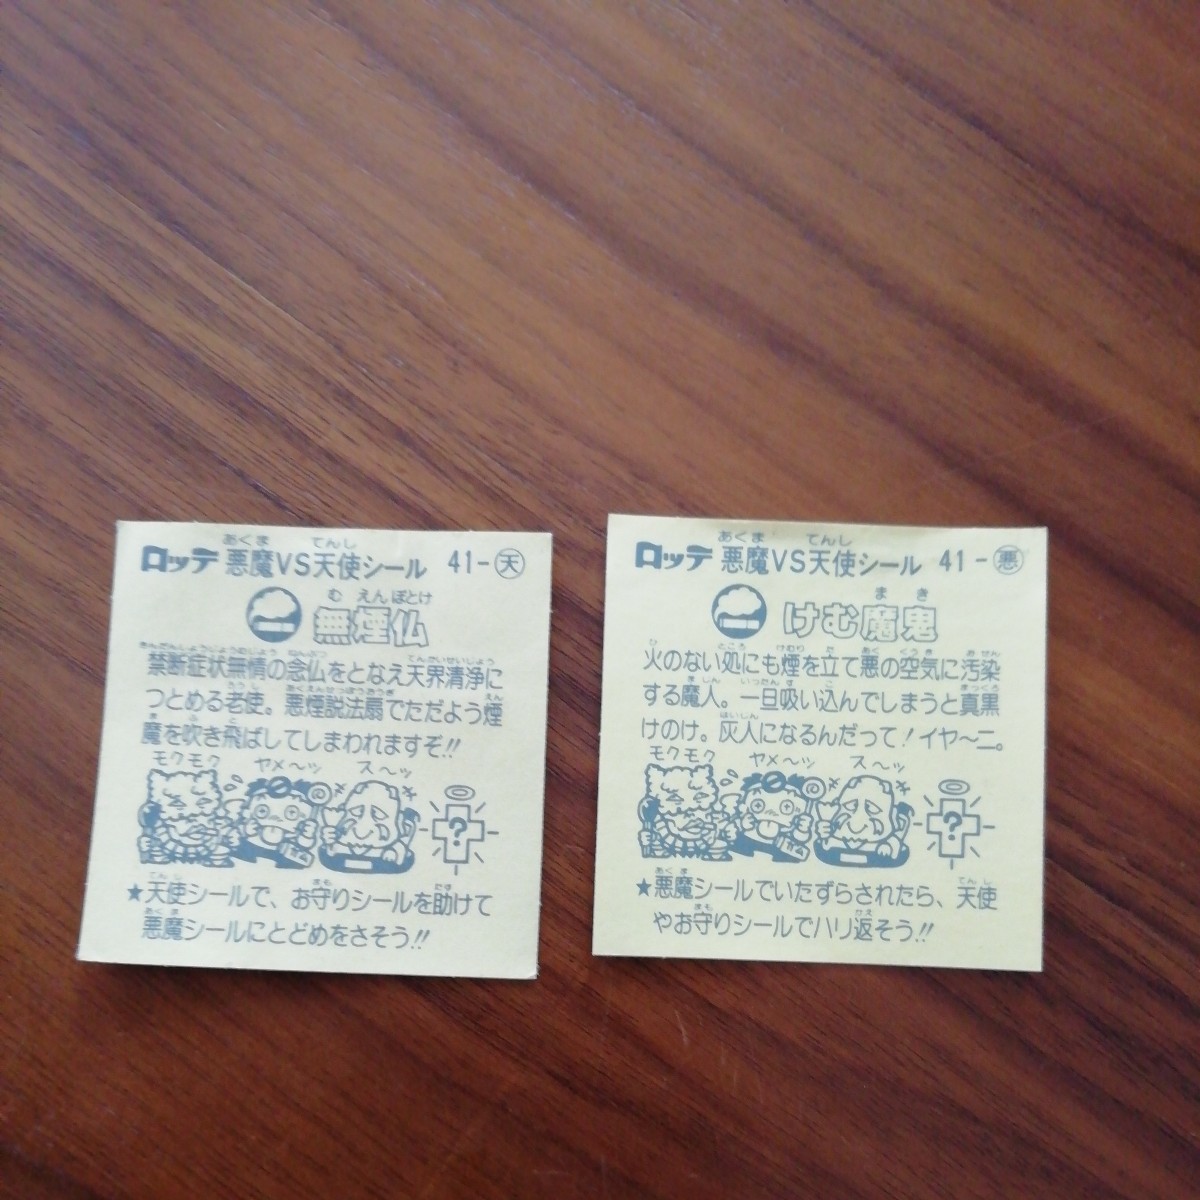 ロッテ 悪魔VS天使シール 41-天
無煙仏
禁断症状無情の念仏をとなえ天界清浄に
つとめる老使。悪煙説法扇でただよう煙
魔を吹き飛ばしてしまわれますぞ!!
モクモク ヤメ〜ッ ス〜ッ
?
★天使シールで、お守りシールを助けて
悪魔シールにとどめをさそう!!
ロッテ 悪魔VS天使シール 41-悪
けむ魔鬼
火のない処にも煙を立て悪の空気に汚染
する魔人。一旦吸い込んでしまうと真黒
けのけ。灰人になるんだって!イヤ〜ニ。
モクモク ヤメ〜ッ ス〜ッ
?
★悪魔シールでいたずらされたら、天使
やお守りシールでハリ返そう!!